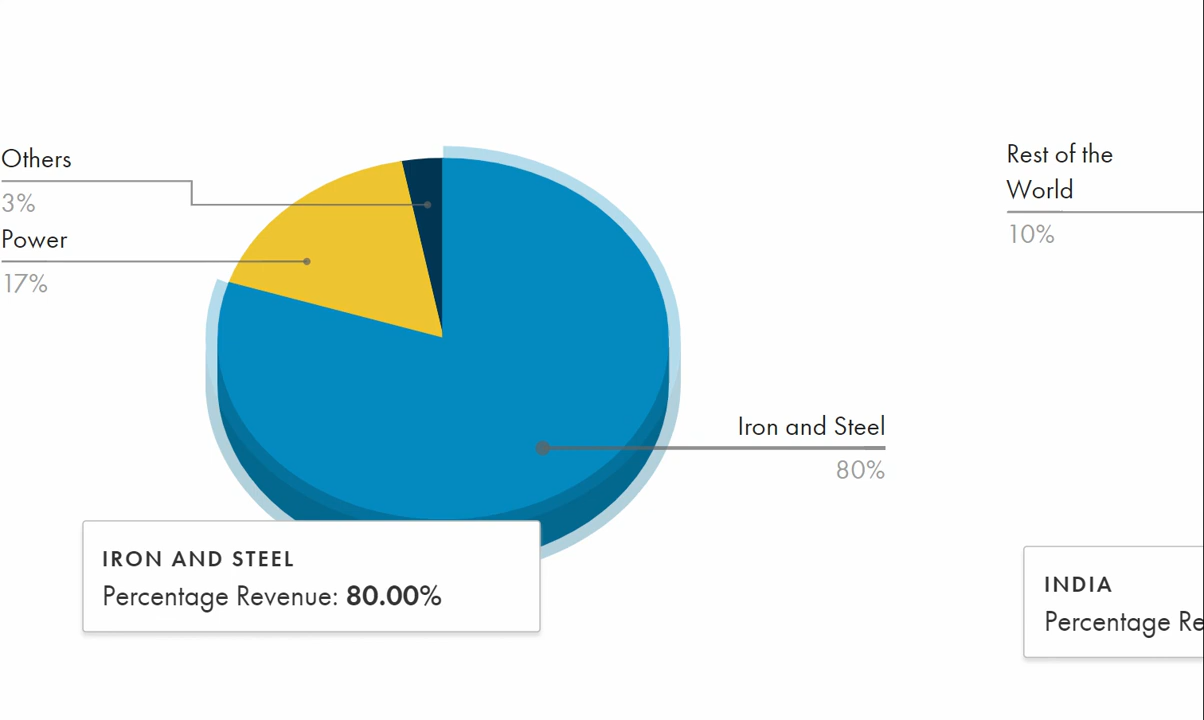 Others
3%
Power
17%
Iron and Steel
80%
IRON AND STEEL
Percentage Revenue: 80.00%
Rest of the
World
10%
INDIA
Percentage Re